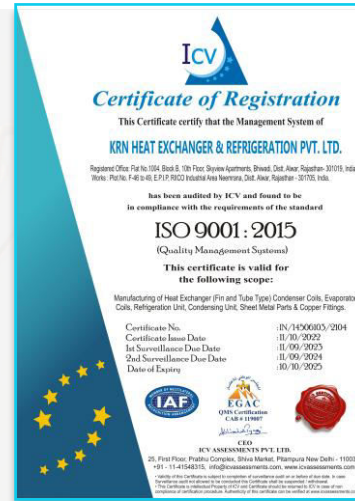 ICV
Certificate of Registration
This Certificate certify that the Management System of
KRN HEAT EXCHANGER & REFRIGERATION PVT. LTD.
Registered Office: Flat No.1004, Block B, 10th Floor, Skyview Apartments, Bhiwadi, Distt. Alwar, Rajasthan- 301019, India
Works : Plot No. F-46 to 49, E.P.I.P, RIICO Industrial Area Neemrana, Distt. Alwar, Rajasthan - 301705, India.
has been audited by ICV and found to be
in compliance with the requirements of the standard
ISO 9001 : 2015
(Quality Management Systems)
This certificate is valid for
the following scope:
Manufacturing of Heat Exchanger (Fin and Tube Type) Condenser Coils, Evaporator
Coils, Refrigeration Unit, Condensing Unit, Sheet Metal Parts & Copper Fittings.
Certificate No. : IN/14506103/2104
Certificate Issue Date : 11/10/2022
1st Surveillance Due Date : 11/09/2023
2nd Surveillance Due Date : 11/09/2024
Date of Expiry : 10/10/2025
IAF
EGAC
QMS Certification
CAB # 119007
CEO
ICV ASSESSMENTS PVT. LTD.
25, First Floor, Pratibu Complex, Shiva Market, Pitampura New Delhi - 11003
+91 - 11-41548315, info@icvassessments.com, www.icvassessments.com